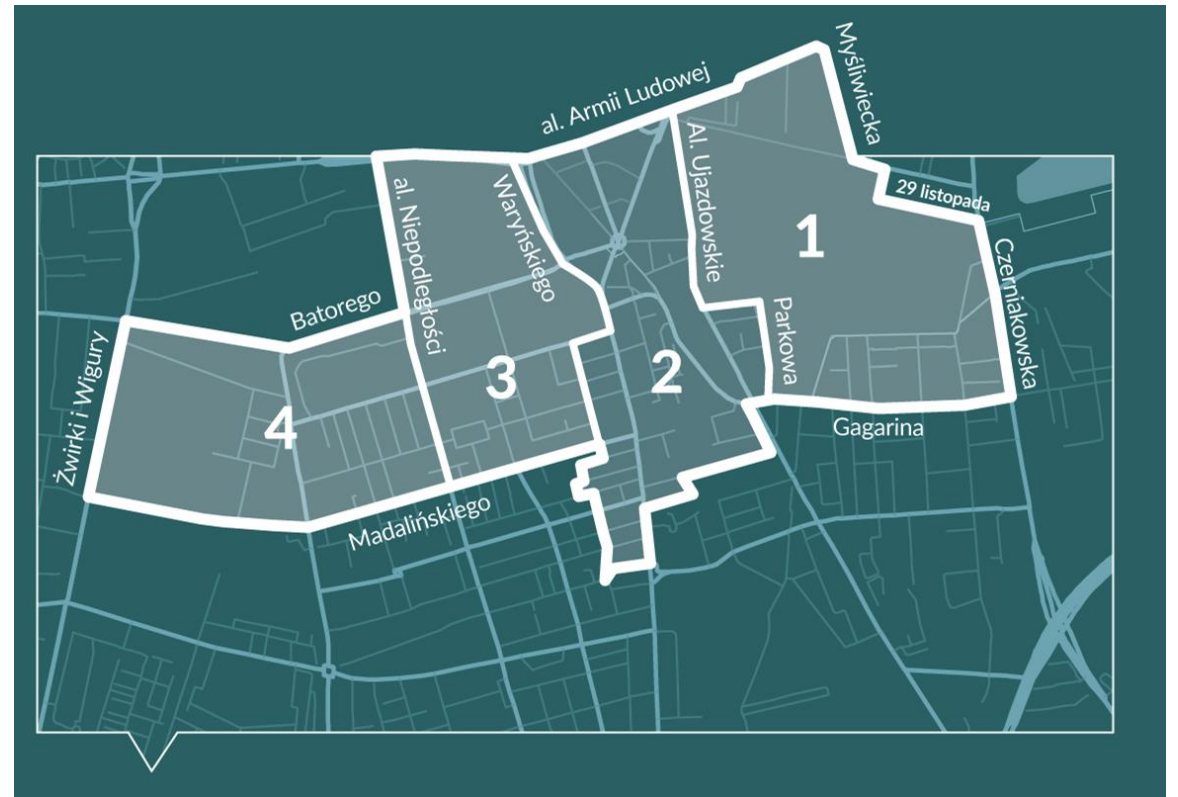 Myśliwiecka
al. Armii Ludowej
Al. Ujazdowskie
29 listopada
al. Niepodległości
Waryńskiego
1
Czerniakowska
Batorego
Parkowa
Żwirki i Wigury
3
2
4
Gagarina
Madalińskiego